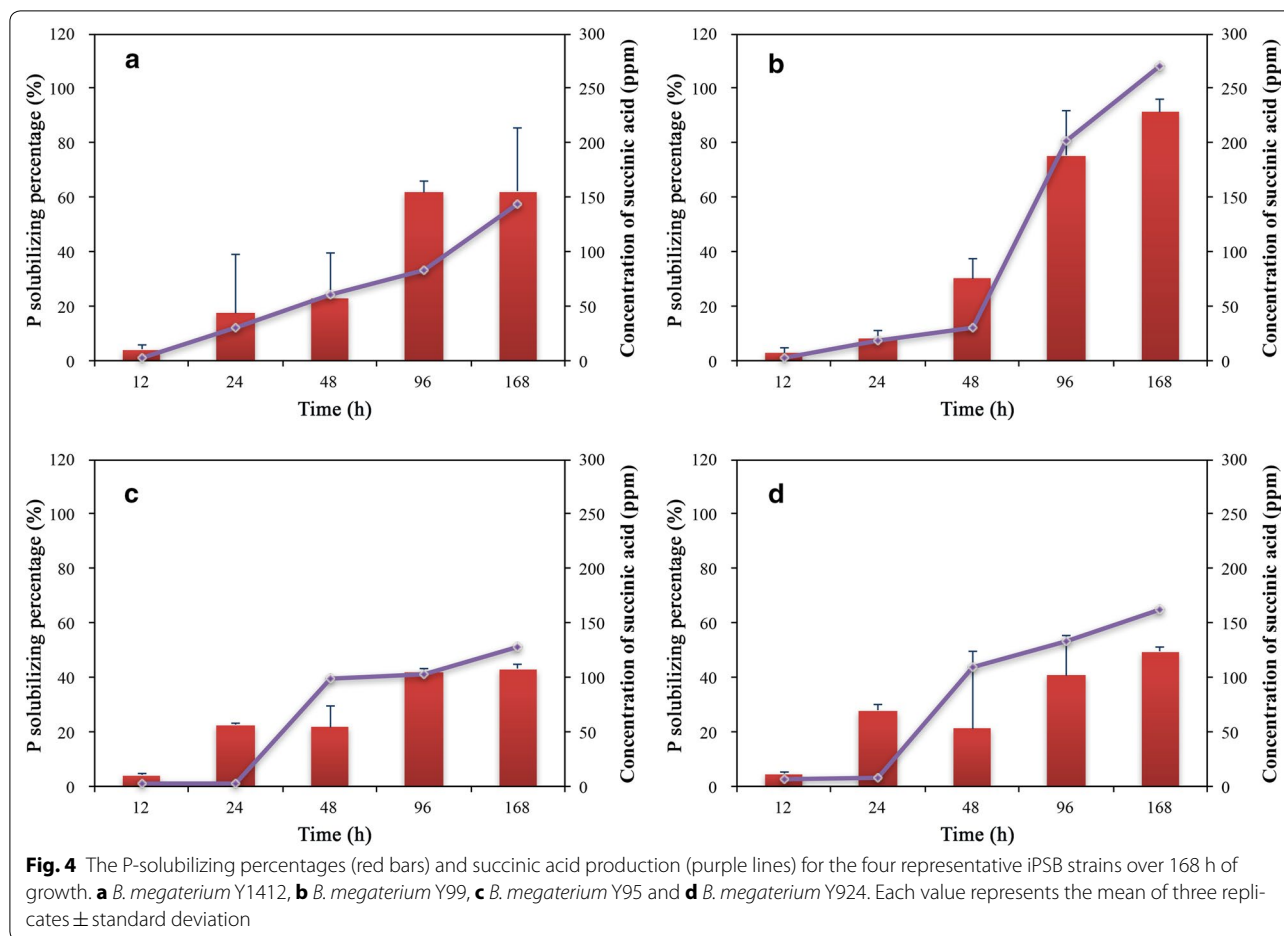 a
P solubilizing percentage (%)
120
100
80
60
40
20
0
300
250
200
150
100
50
0
Concentration of succinic acid (ppm)
12 24 48 96 168
Time (h)
b
P solubilizing percentage (%)
120
100
80
60
40
20
0
300
250
200
150
100
50
0
Concentration of succinic acid (ppm)
12 24 48 96 168
Time (h)
c
P solubilizing percentage (%)
120
100
80
60
40
20
0
300
250
200
150
100
50
0
Concentration of succinic acid (ppm)
12 24 48 96 168
Time (h)
d
P solubilizing percentage (%)
120
100
80
60
40
20
0
300
250
200
150
100
50
0
Concentration of succinic acid (ppm)
12 24 48 96 168
Time (h)
Fig. 4 The P-solubilizing percentages (red bars) and succinic acid production (purple lines) for the four representative iPSB strains over 168 h of
growth. a B. megaterium Y1412, b B. megaterium Y99, c B. megaterium Y95 and d B. megaterium Y924. Each value represents the mean of three repli-
cates ± standard deviation